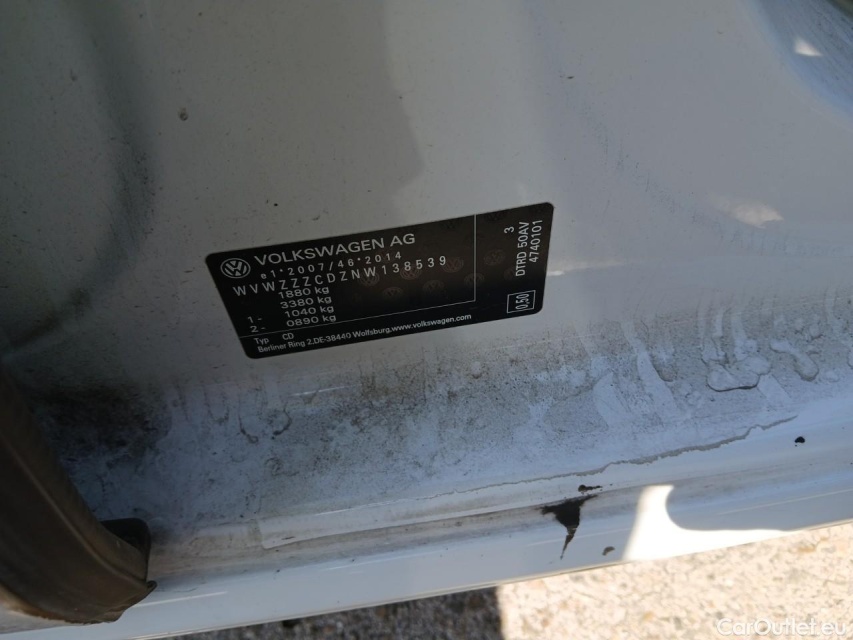 VOLKSWAGEN AG
e1*2007/46*2014
WVWZZZCDZNW138539
1880 kg
3380 kg
1- 1040 kg
2- 0890 kg
Typ CD
Berliner Ring 2,DE-38440 Wolfsburg,www.volkswagen.com
3
DTRD 50AV
4740101
0,50
CarOutlet.eu